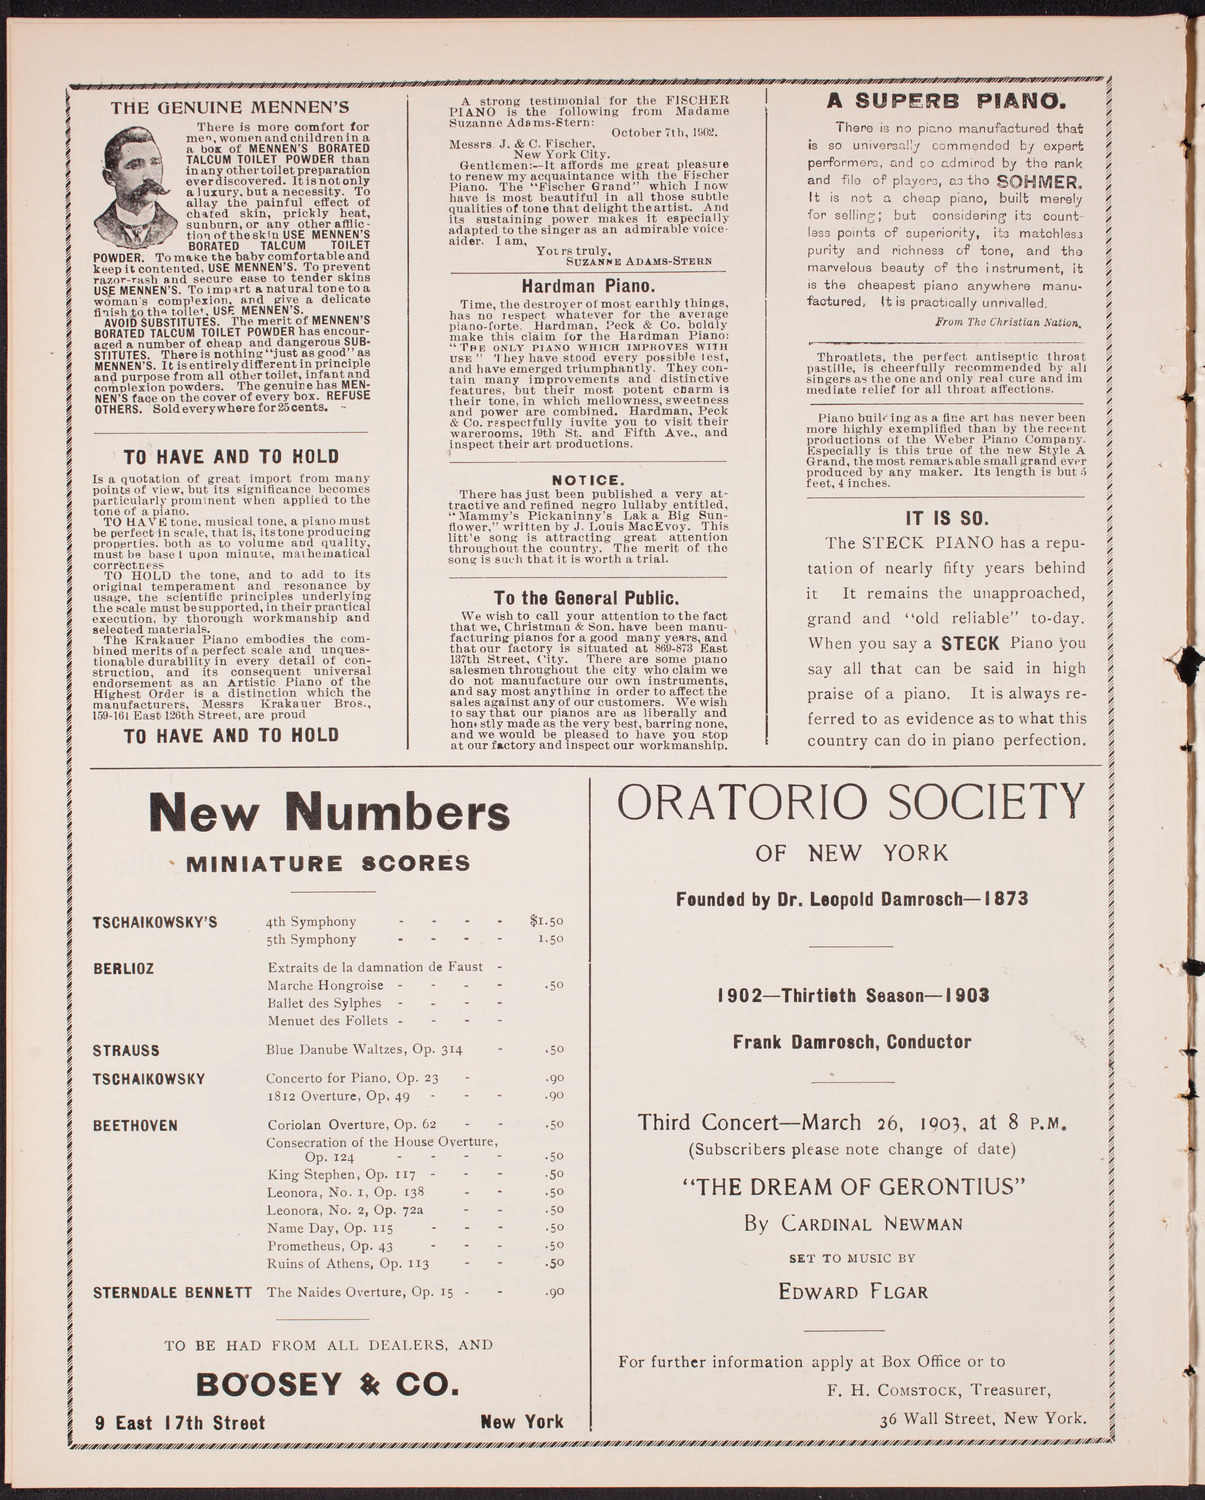 THE GENUINE MENNEN'S
There is more comfort for
men, women and children in a
a box of MENNEN'S BORATED
TALCUM TOILET POWDER than
in any other toilet preparation
ever discovered. It is not only
a luxury, but a necessity. To
allay the painful effect of
chafed skin, prickly heat,
sunburn, or any other afflic-
tion of the skin USE MENNEN'S
BORATED TALCUM TOILET
POWDER. To make the baby comfortable and
keep it contented, USE MENNEN'S. To prevent
razor-rash and secure ease to tender skins
USE MENNEN'S. To impart a natural tone to a
woman's complexion, and give a delicate
finish to the toilet, USE MENNEN'S.
AVOID SUBSTITUTES. The merit of MENNEN'S
BORATED TALCUM TOILET POWDER has encour-
aged a number of cheap and dangerous SUB-
STITUTES. There is nothing "just as good" as
MENNEN'S. It is entirely different in principle
and purpose from all other toilet, infant and
complexion powders. The genuine has MEN-
NEN'S face on the cover of every box. REFUSE
OTHERS. Sold everywhere for 25 cents.
TO HAVE AND TO HOLD
Is a quotation of great import from many
points of view, but its significance becomes
particularly prominent when applied to the
tone of a piano.
TO HAVE tone, musical tone, a piano must
be perfect in scale, that is, its tone producing
properties, both as to volume and quality,
must be based upon minute, mathematical
correctness
TO HOLD the tone, and to add to its
original temperament and resonance by
usage, the scientific principles underlying
the scale must be supported, in their practical
execution, by thorough workmanship and
selected materials.
The Krakauer Piano embodies the com-
bined merits of a perfect scale and unques-
tionable durability in every detail of con-
struction, and its consequent universal
endorsement as an Artistic Piano of the
Highest Order is a distinction which the
manufacturers, Messrs Krakauer Bros.,
159-161 East 126th Street, are proud
TO HAVE AND TO HOLD
A strong testimonial for the FISCHER
PIANO is the following from Madame
Suzanne Adams-Stern:
October 7th, 1902.
Messrs. J. & C. Fischer,
New York City.
Gentlemen:—It affords me great pleasure
to renew my acquaintance with the Fischer
Piano. The "Fischer Grand" which I now
have is most beautiful in all those subtle
qualities of tone that delight the artist. And
its sustaining power makes it especially
adapted to the singer as an admirable voice-
aider. I am,
Yours truly,
SUZANNE ADAMS-STERN
Hardman Piano.
Time, the destroyer of most earthly things,
has no respect whatever for the average
piano-forte. Hardman, Peck & Co. boldly
make this claim for the Hardman Piano:
"THE ONLY PIANO WHICH IMPROVES WITH
USE" They have stood every possible test,
and have emerged triumphantly. They con-
tain many improvements and distinctive
features, but their most potent charm is
their tone, in which mellowness, sweetness
and power are combined. Hardman, Peck
& Co. respectfully invite you to visit their
warerooms, 19th St. and Fifth Ave., and
inspect their art productions.
NOTICE.
There has just been published a very at-
tractive and refined negro lullaby entitled,
"Mammy's Pickaninny's Lak a Big Sun-
flower," written by J. Louis MacEvoy. This
little song is attracting great attention
throughout the country. The merit of the
song is such that it is worth a trial.
To the General Public.
We wish to call your attention to the fact
that we, Christman & Son, have been manu-
facturing pianos for a good many years, and
that our factory is situated at 869-873 East
137th Street, City. There are some piano
salesmen throughout the city who claim we
do not manufacture our own instruments,
and say most anything in order to affect the
sales against any of our customers. We wish
to say that our pianos are as liberally and
honestly made as the very best, barring none,
and we would be pleased to have you stop
at our factory and inspect our workmanship.
A SUPERB PIANO.
There is no piano manufactured that
is so universally commended by expert
performers, and so admired by the rank
and file of players, as the SOHMER.
It is not a cheap piano, built merely
for selling; but considering its count-
less points of superiority, its matchless
purity and richness of tone, and the
marvelous beauty of the instrument, it
is the cheapest piano anywhere manu-
factured, It is practically unrivalled.
From The Christian Nation.
Throatlets, the perfect antiseptic throat
pastille, is cheerfully recommended by all
singers as the one and only real cure and im
mediate relief for all throat affections.
Piano building as a fine art has never been
more highly exemplified than by the recent
productions of the Weber Piano Company.
Especially is this true of the new Style A
Grand, the most remarkable small grand ever
produced by any maker. Its length is but 5
feet, 4 inches.
IT IS SO.
The STECK PIANO has a repu-
tation of nearly fifty years behind
it It remains the unapproached,
grand and "old reliable" to-day.
When you say a STECK Piano you
say all that can be said in high
praise of a piano. It is always re-
ferred to as evidence as to what this
country can do in piano perfection.
New Numbers
MINIATURE SCORES
TSCHAIKOWSKY'S 4th Symphony - - - - $1.50
5th Symphony - - - - 1.50
BERLIOZ Extraits de la damnation de Faust -
Marche Hongroise - - - - .50
Ballet des Sylphes - - - -
Menuet des Follets - - - -
STRAUSS Blue Danube Waltzes, Op. 314 - .50
TSCHAIKOWSKY Concerto for Piano, Op. 23 - .90
1812 Overture, Op, 49 - - - .90
BEETHOVEN Coriolan Overture, Op. 62 - - .50
Consecration of the House Overture,
Op. 124 - - - - .50
King Stephen, Op. 117 - - - .50
Leonora, No. 1, Op. 138 - - .50
Leonora, No. 2, Op. 72a - - .50
Name Day, Op. 115 - - - .50
Prometheus, Op. 43 - - - .50
Ruins of Athens, Op. 113 - - .50
STERNDALE BENNETT The Naides Overture, Op. 15 - - .90
TO BE HAD FROM ALL DEALERS, AND
BOOSEY & CO.
9 East 17th Street New York
ORATORIO SOCIETY
OF NEW YORK
Founded by Dr. Leopold Damrosch—1873
1902—Thirtieth Season—1903
Frank Damrosch, Conductor
Third Concert—March 26, 1903, at 8 P.M.
(Subscribers please note change of date)
"THE DREAM OF GERONTIUS"
By CARDINAL NEWMAN
SET TO MUSIC BY
EDWARD FLGAR
For further information apply at Box Office or to
F. H. COMSTOCK, Treasurer,
36 Wall Street, New York.